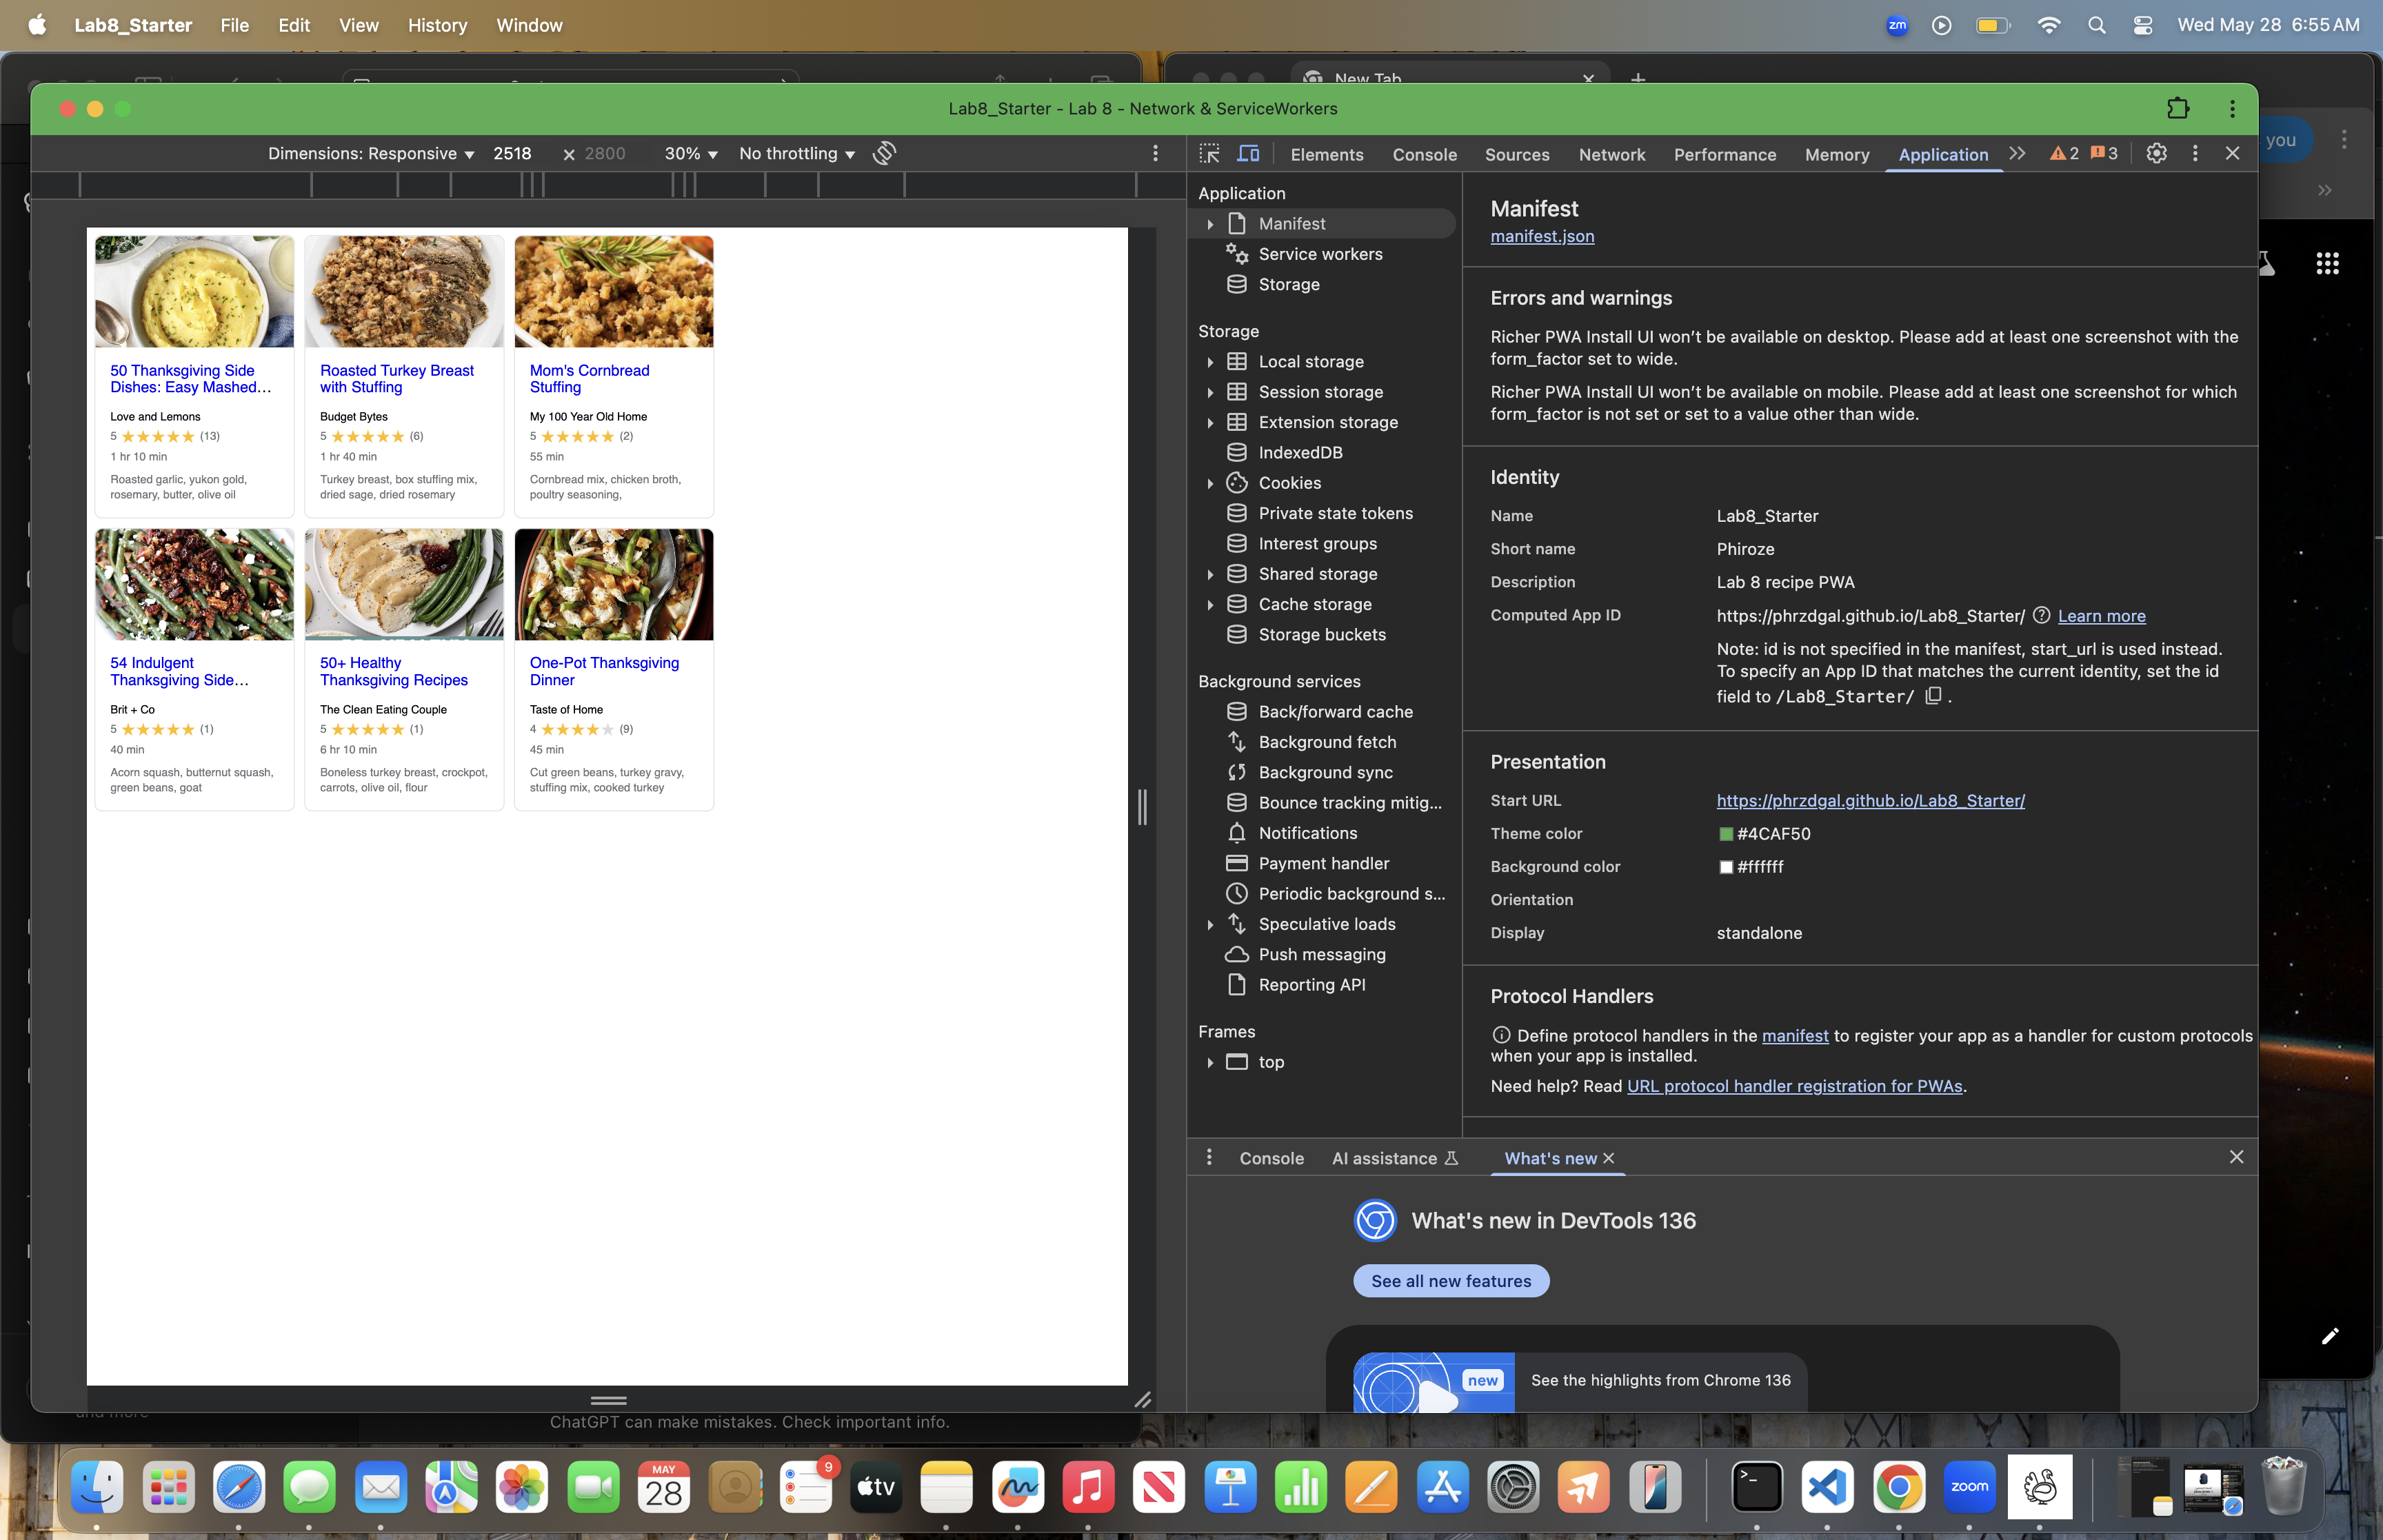 Lab8_Starter File Edit View History Window
zm Wed May 28 6:55 AM
New Tab
Lab8_Starter - Lab 8 - Network & ServiceWorkers
Dimensions: Responsive 2518 × 2800 30% No throttling
Elements Console Sources Network Performance Memory Application 2 3
you
50 Thanksgiving Side
Dishes: Easy Mashed…
Love and Lemons
5 (13)
1 hr 10 min
Roasted garlic, yukon gold,
rosemary, butter, olive oil
Roasted Turkey Breast
with Stuffing
Budget Bytes
5 (6)
1 hr 40 min
Turkey breast, box stuffing mix,
dried sage, dried rosemary
Mom's Cornbread
Stuffing
My 100 Year Old Home
5 (2)
55 min
Cornbread mix, chicken broth,
poultry seasoning,
54 Indulgent
Thanksgiving Side…
Brit + Co
5 (1)
40 min
Acorn squash, butternut squash,
green beans, goat
50+ Healthy
Thanksgiving Recipes
The Clean Eating Couple
5 (1)
6 hr 10 min
Boneless turkey breast, crockpot,
carrots, olive oil, flour
One-Pot Thanksgiving
Dinner
Taste of Home
4 (9)
45 min
Cut green beans, turkey gravy,
stuffing mix, cooked turkey
Application
Manifest
Service workers
Storage
Storage
Local storage
Session storage
Extension storage
IndexedDB
Cookies
Private state tokens
Interest groups
Shared storage
Cache storage
Storage buckets
Background services
Back/forward cache
Background fetch
Background sync
Bounce tracking mitig…
Notifications
Payment handler
Periodic background s…
Speculative loads
Push messaging
Reporting API
Frames
top
Manifest
manifest.json
Errors and warnings
Richer PWA Install UI won’t be available on desktop. Please add at least one screenshot with the
form_factor set to wide.
Richer PWA Install UI won’t be available on mobile. Please add at least one screenshot for which
form_factor is not set or set to a value other than wide.
Identity
Name Lab8_Starter
Short name Phiroze
Description Lab 8 recipe PWA
Computed App ID https://phrzdgal.github.io/Lab8_Starter/ Learn more
Note: id is not specified in the manifest, start_url is used instead.
To specify an App ID that matches the current identity, set the id
field to /Lab8_Starter/ .
Presentation
Start URL https://phrzdgal.github.io/Lab8_Starter/
Theme color #4CAF50
Background color #ffffff
Orientation
Display standalone
Protocol Handlers
Define protocol handlers in the manifest to register your app as a handler for custom protocols
when your app is installed.
Need help? Read URL protocol handler registration for PWAs.
Console AI assistance What's new
What's new in DevTools 136
See all new features
new See the highlights from Chrome 136
and more
ChatGPT can make mistakes. Check important info.
MAY
28
9
tv
zoom